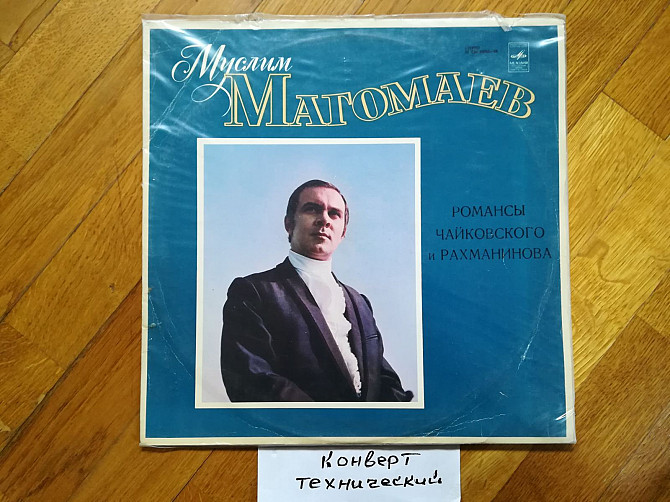 Муслим
МАГОМАЕВ
РОМАНСЫ
ЧАЙКОВСКОГО
и РАХМАНИНОВА
Конверт
технический